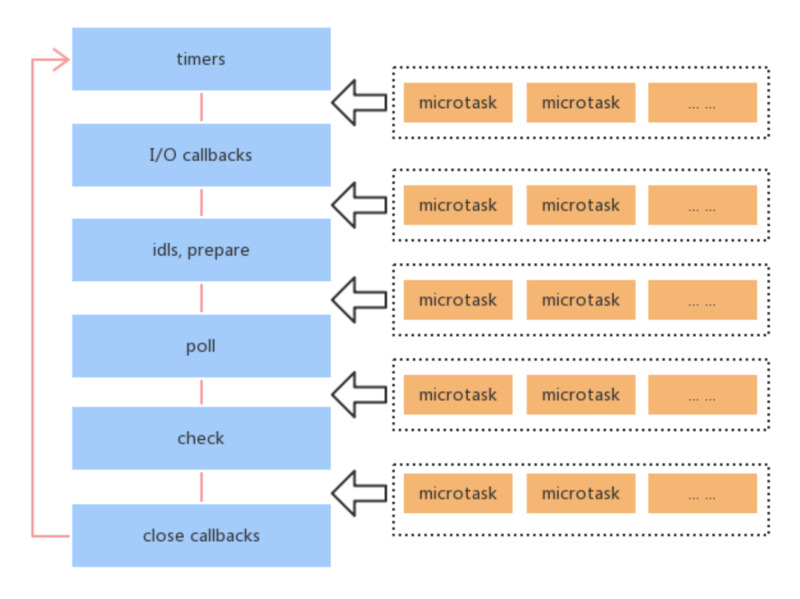 timers
microtask microtask ... ...
I/O callbacks
microtask microtask ... ...
idls, prepare
microtask microtask ... ...
poll
microtask microtask ... ...
check
microtask microtask ... ...
close callbacks